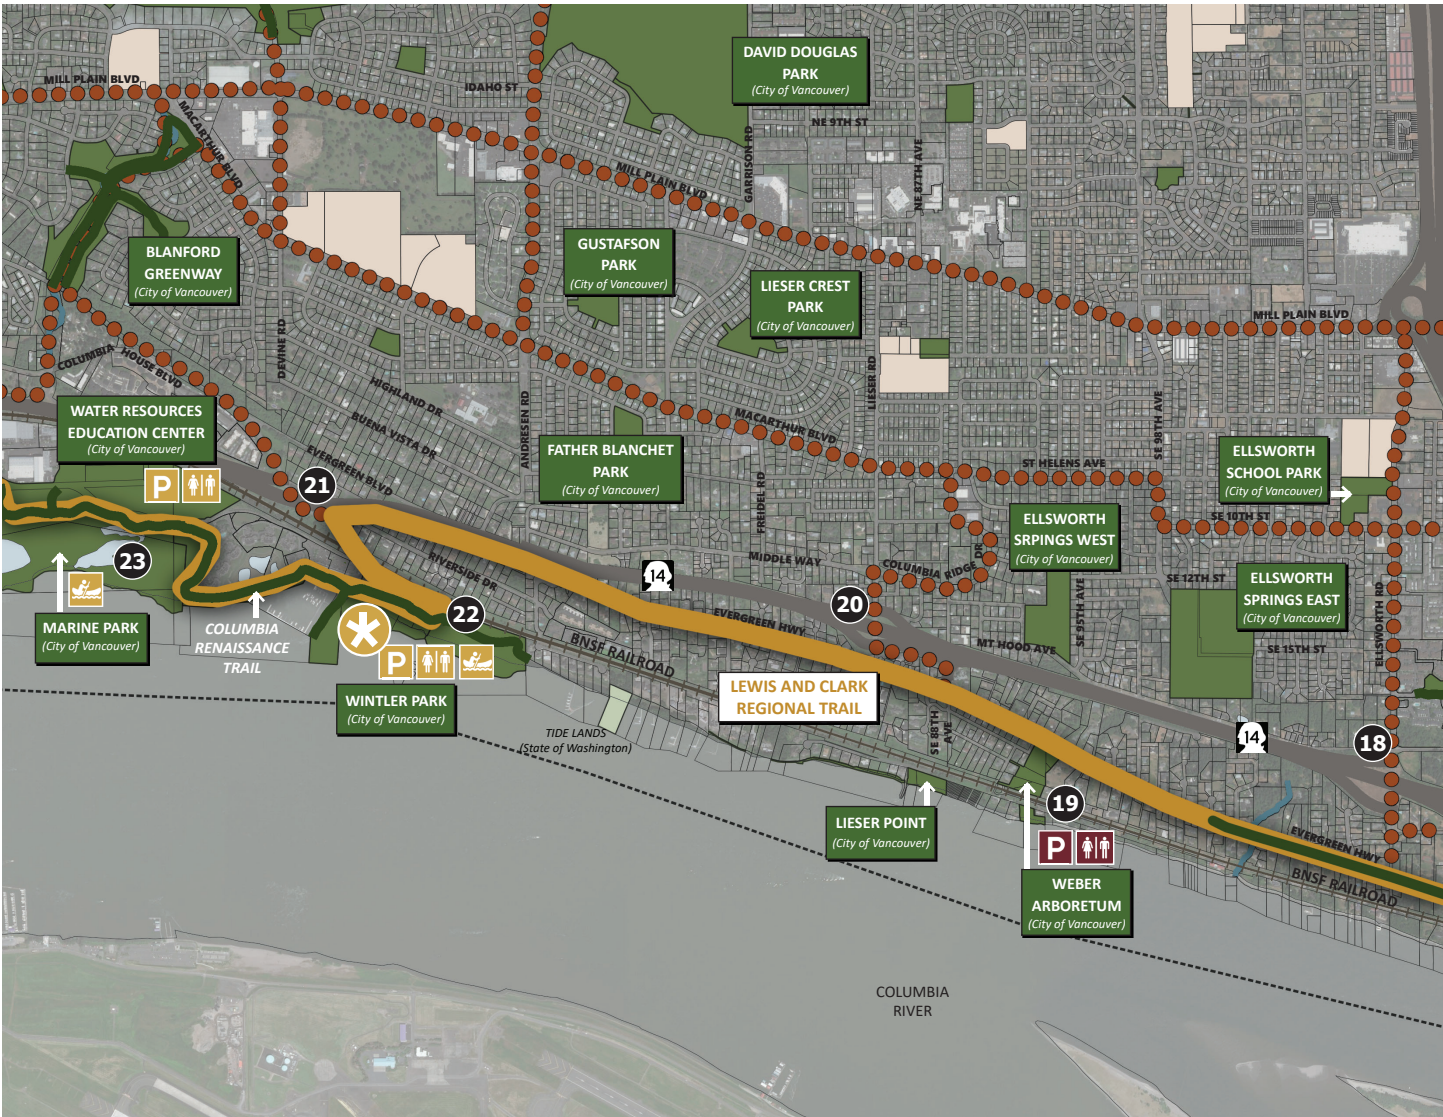 DAVID DOUGLAS
PARK
(City of Vancouver)
MILL PLAIN BLVD
IDAHO ST
MACARTHUR BLVD
NE 9TH ST
GARRISON RD
NE 87TH AVE
MILL PLAIN BLVD
BLANFORD
GREENWAY
(City of Vancouver)
GUSTAFSON
PARK
(City of Vancouver)
LIESER CREST
PARK
(City of Vancouver)
MILL PLAIN BLVD
DEVINE RD
COLUMBIA HOUSE BLVD
HIGHLAND DR
LIESER RD
ANDRESEN RD
BUENA VISTA DR
MACARTHUR BLVD
SE 98TH AVE
WATER RESOURCES
EDUCATION CENTER
(City of Vancouver)
P
EVERGREEN BLVD
21
FATHER BLANCHET
PARK
(City of Vancouver)
ST HELENS AVE
ELLSWORTH
SCHOOL PARK
(City of Vancouver)
SE 10TH ST
FREIDEL RD
ELLSWORTH
SRPINGS WEST
(City of Vancouver)
23
RIVERSIDE DR
14
MIDDLE WAY
COLUMBIA RIDGE DR
SE 12TH ST
ELLSWORTH
SPRINGS EAST
(City of Vancouver)
SE 95TH AVE
ELLSWORTH RD
20
22
EVERGREEN HWY
MT HOOD AVE
SE 15TH ST
MARINE PARK
(City of Vancouver)
COLUMBIA
RENAISSANCE
TRAIL
*
P
BNSF RAILROAD
WINTLER PARK
(City of Vancouver)
LEWIS AND CLARK
REGIONAL TRAIL
SE 88TH
AVE
TIDE LANDS
(State of Washington)
14
18
LIESER POINT
(City of Vancouver)
19
P
EVERGREEN HWY
BNSF RAILROAD
WEBER
ARBORETUM
(City of Vancouver)
COLUMBIA
RIVER